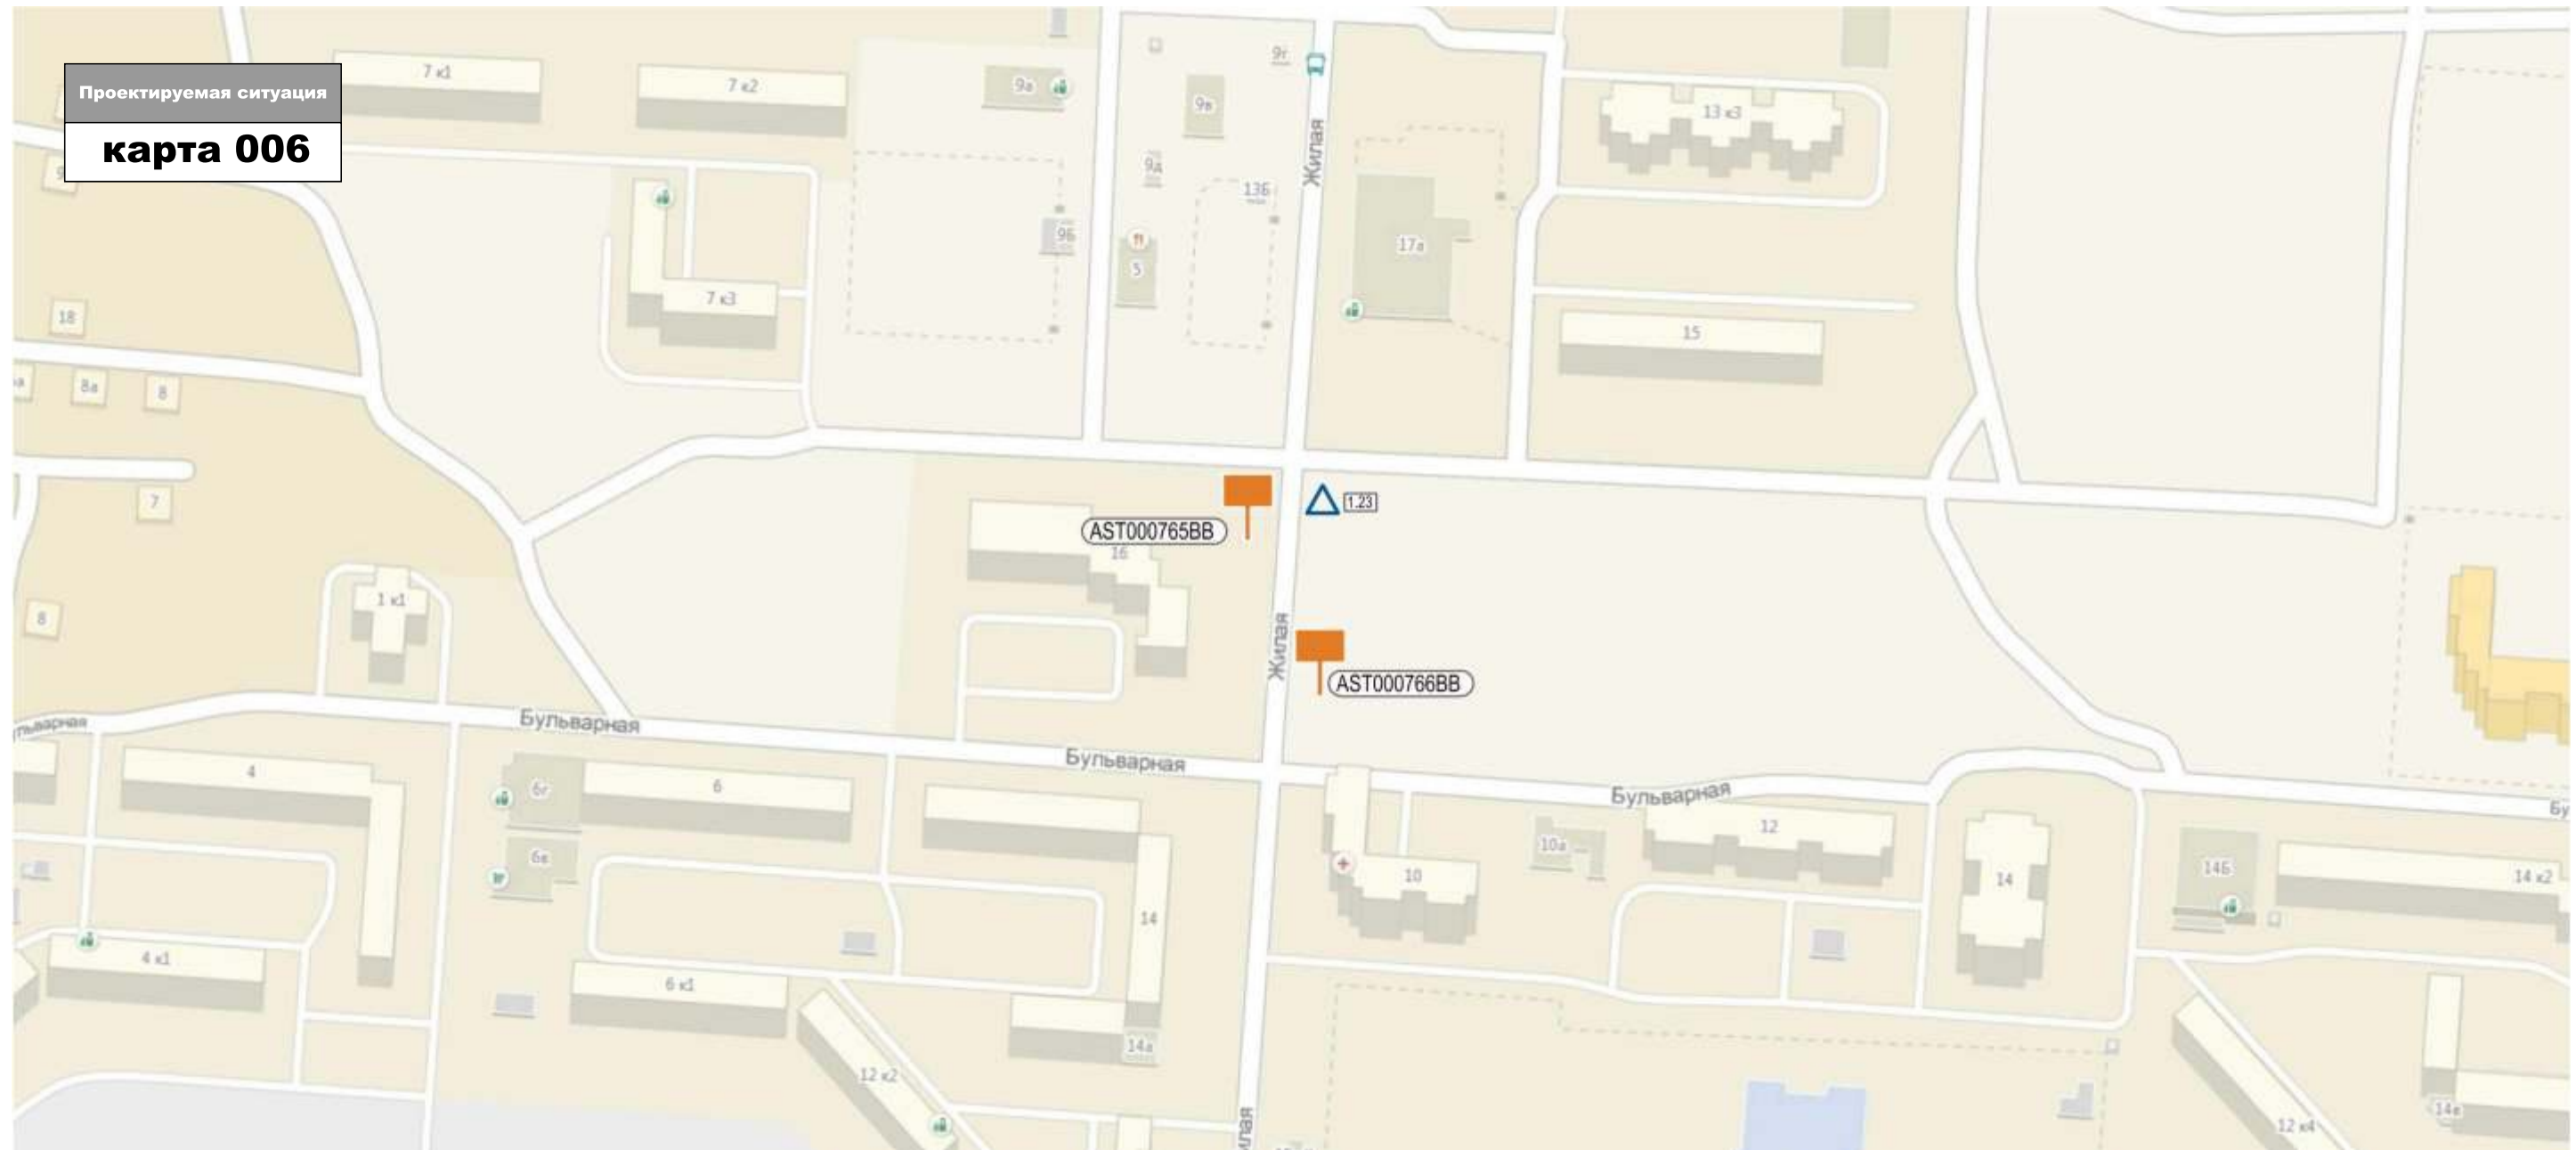 Проектируемая ситуация
карта 006
7 к1
7 к2
9а
9г
9в
13 к3
Жилая
9д
13Б
9Б
5
17а
7 к3
18
15
8а
8
7
1.23
AST000765BB
16
1 к1
8
Жилая
AST000766BB
Бульварная
Бульварная
Бульварная
4
6г
6
12
10а
6в
10
14
14Б
14 к2
14
4 к1
6 к1
14а
12 к2
14в
12 к4